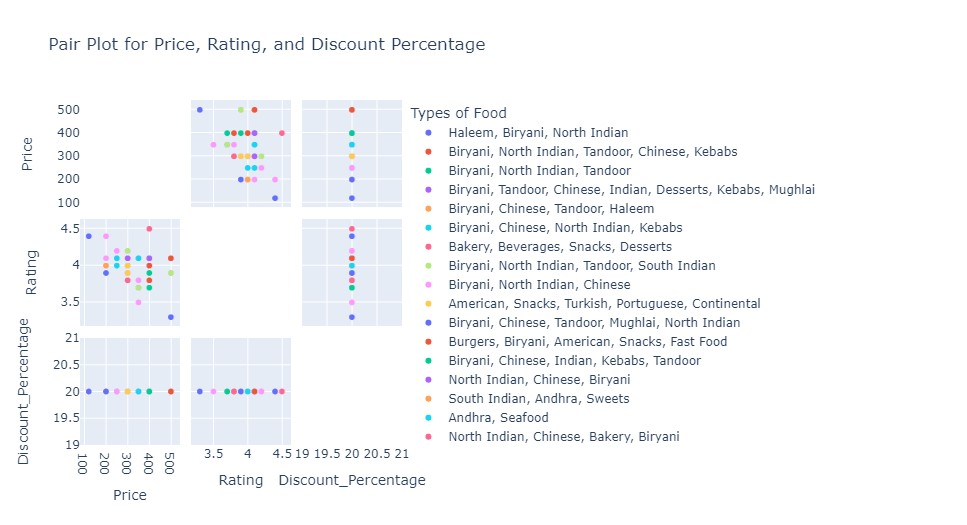 Pair Plot for Price, Rating, and Discount Percentage
Types of Food
Haleem, Biryani, North Indian
Biryani, North Indian, Tandoor, Chinese, Kebabs
Biryani, North Indian, Tandoor
Biryani, Tandoor, Chinese, Indian, Desserts, Kebabs, Mughlai
Biryani, Chinese, Tandoor, Haleem
Biryani, Chinese, North Indian, Kebabs
Bakery, Beverages, Snacks, Desserts
Biryani, North Indian, Tandoor, South Indian
Biryani, North Indian, Chinese
American, Snacks, Turkish, Portuguese, Continental
Biryani, Chinese, Tandoor, Mughlai, North Indian
Burgers, Biryani, American, Snacks, Fast Food
Biryani, Chinese, Indian, Kebabs, Tandoor
North Indian, Chinese, Biryani
South Indian, Andhra, Sweets
Andhra, Seafood
North Indian, Chinese, Bakery, Biryani
Price
500
400
300
200
100
Rating
4.5
4
3.5
Discount_Percentage
21
20.5
20
19.5
19
100 200 300 400 500
3.5 4 4.5
19 19.5 20 20.5 21
Price
Rating
Discount_Percentage